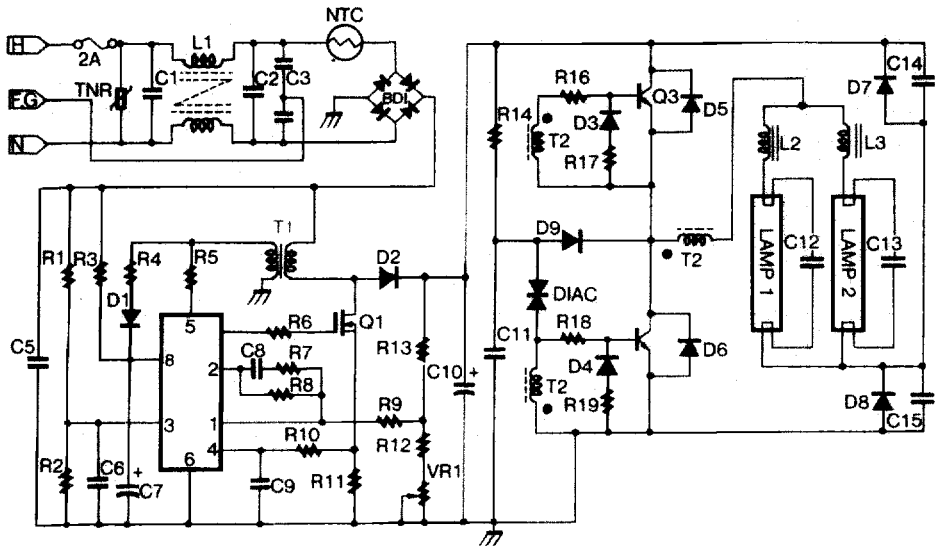 NTC
H
2A
L1
C1
C2
C3
TNR
F.G
BD1
N
C14
D7
R16
Q3
D5
R14
T2
D3
R17
L2
L3
T1
D9
T2
R1
R3
R4
R5
D2
LAMP 1
C12
LAMP 2
C13
D1
DIAC
5
R6
Q1
C11
R18
C5
8
2
C8
R7
R13
C10
+
D4
D6
R8
T2
R19
D8
3
1
R9
C15
R2
C6
4
R10
R12
6
+
C7
C9
R11
VR1